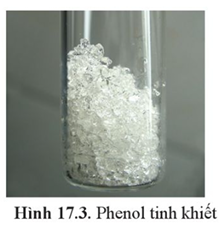 Hình 17.3. Phenol tinh khiết